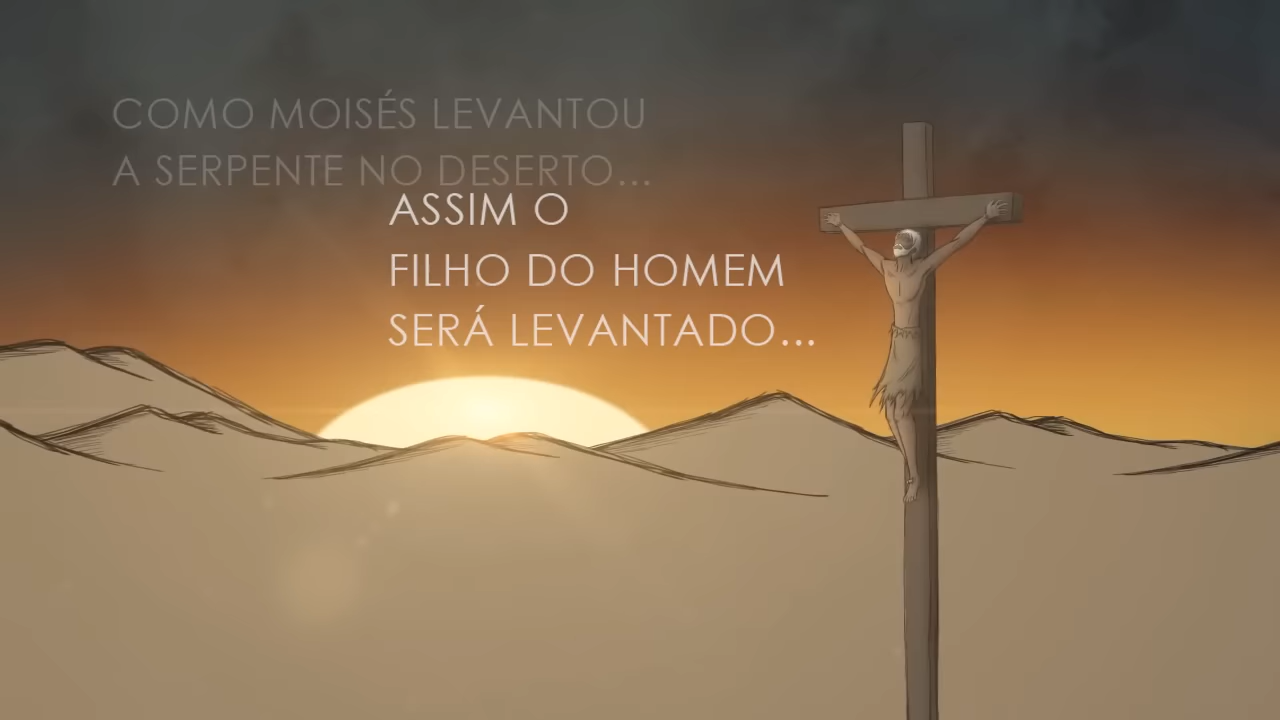 COMO MOISÉS LEVANTOU
A SERPENTE NO DESERTO...
ASSIM O
FILHO DO HOMEM
SERÁ LEVANTADO...